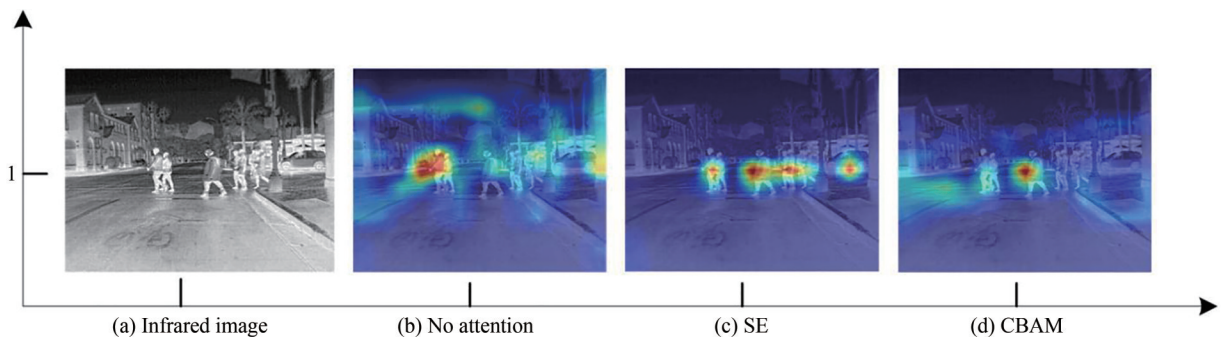 1
(a) Infrared image
(b) No attention
(c) SE
(d) CBAM